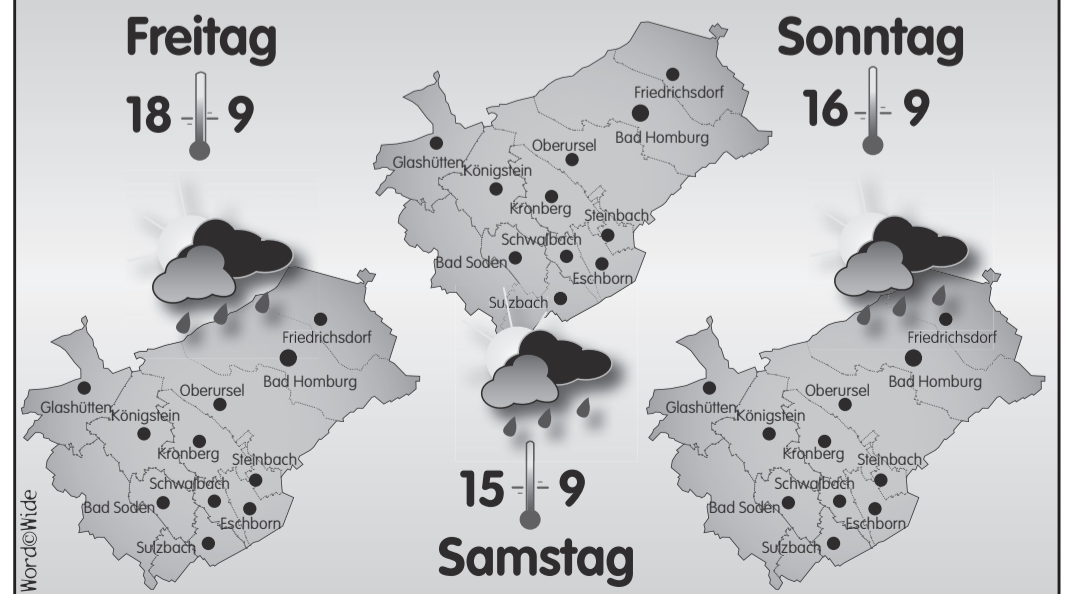 Freitag
18 9
Friedrichsdorf
Bad Homburg
Oberursel
Glashütten
Königstein
Kronberg
Steinbach
Schwalbach
Bad Soden
Eschborn
Sulzbach
Friedrichsdorf
Bad Homburg
Oberursel
Glashütten
Königstein
Kronberg
Steinbach
Schwalbach
Bad Soden
Eschborn
Sulzbach
15 9
Samstag
Sonntag
16 9
Friedrichsdorf
Bad Homburg
Oberursel
Glashütten
Königstein
Kronberg
Steinbach
Schwalbach
Bad Soden
Eschborn
Sulzbach
Word©Wide